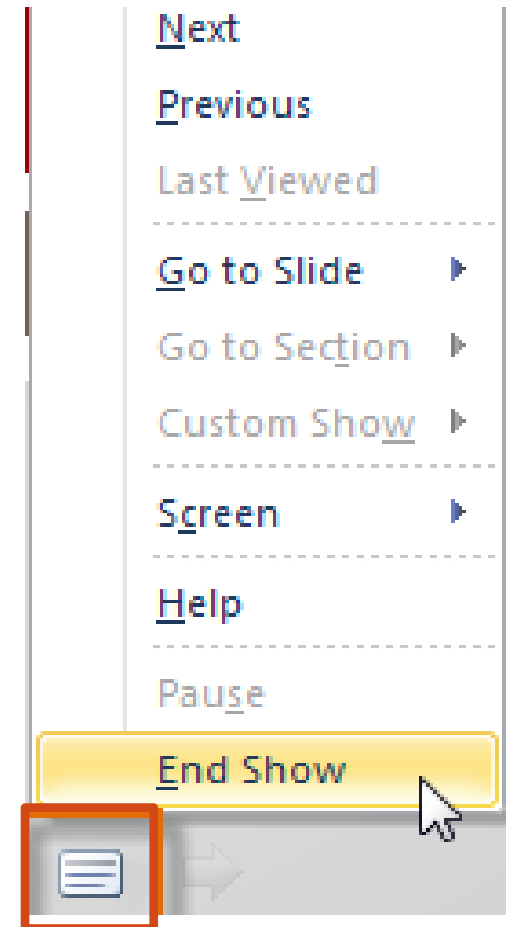 Next
Previous
Last Viewed
Go to Slide
Go to Section
Custom Show
Screen
Help
Pause
End Show